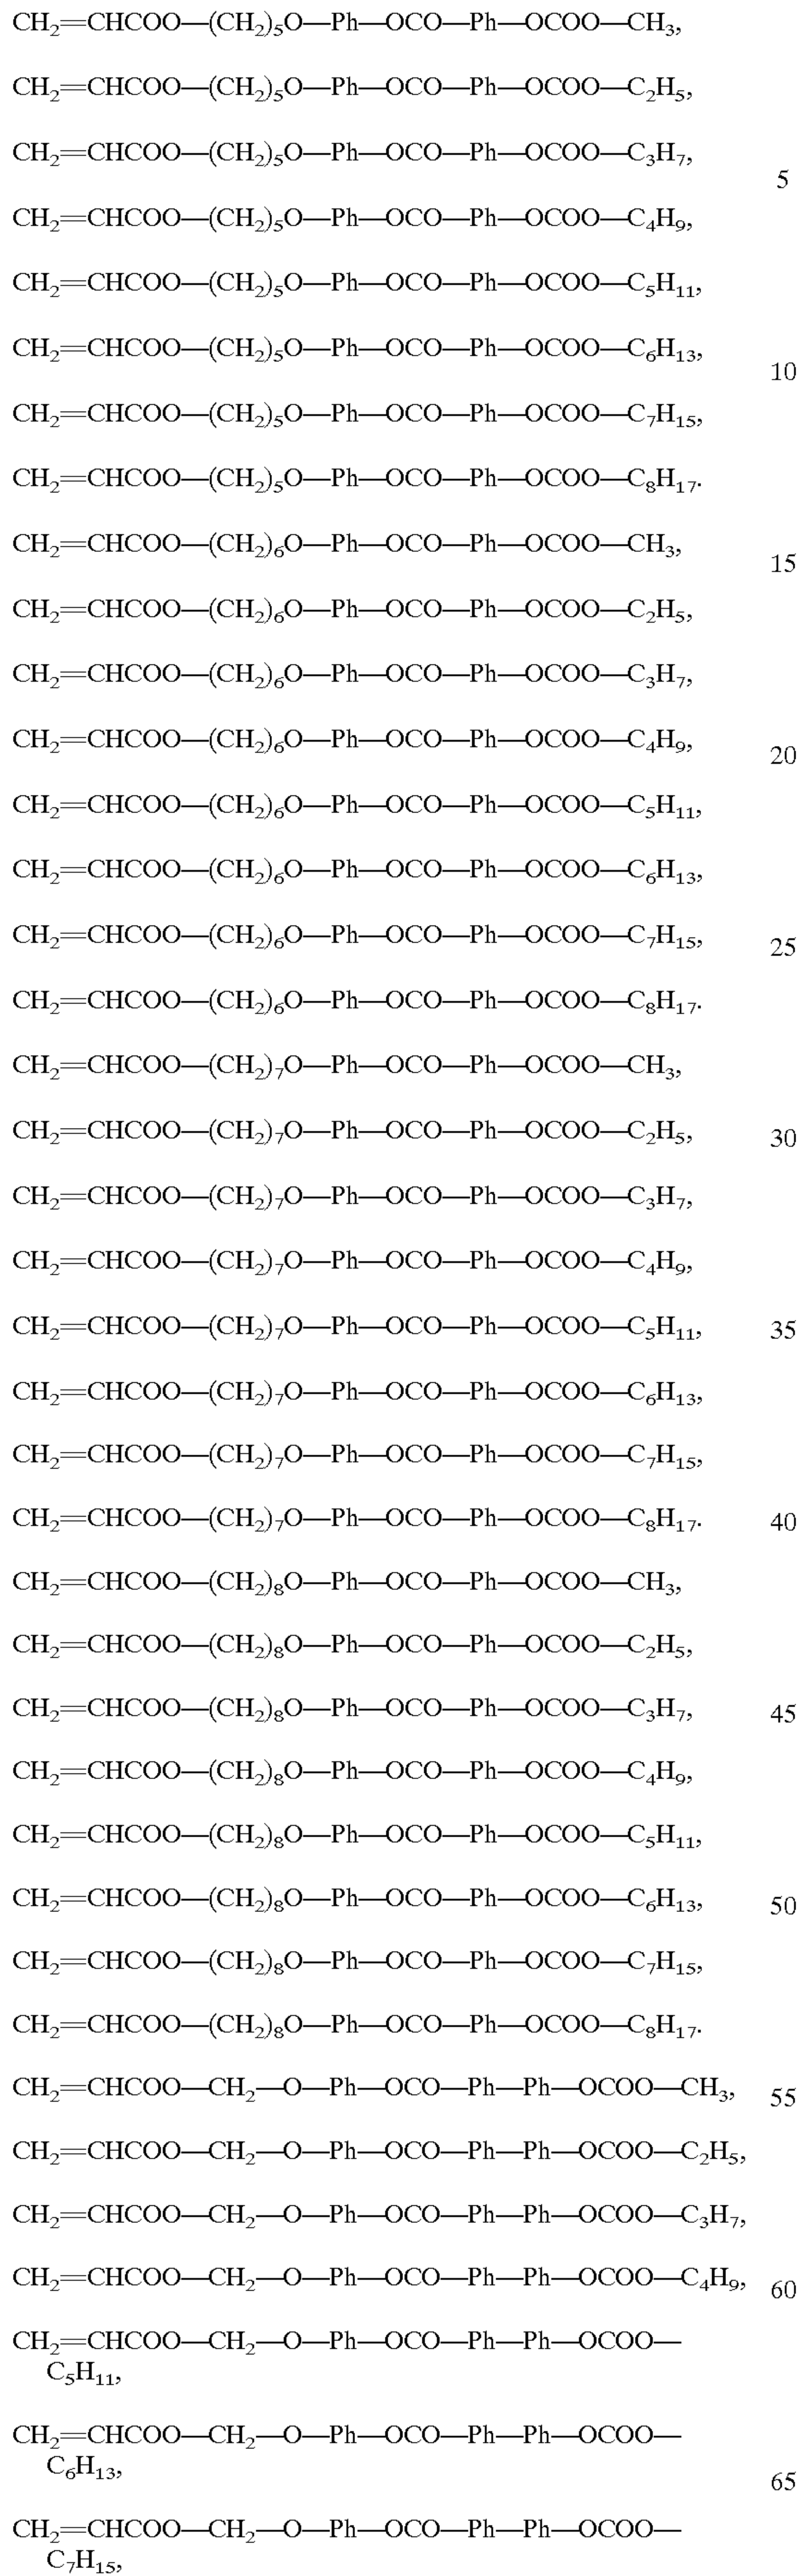 CH₂=CHCOO—(CH₂)₅O—Ph—OCO—Ph—OCOO—CH₃,
CH₂=CHCOO—(CH₂)₅O—Ph—OCO—Ph—OCOO—C₂H₅,
CH₂=CHCOO—(CH₂)₅O—Ph—OCO—Ph—OCOO—C₃H₇,
5
CH₂=CHCOO—(CH₂)₅O—Ph—OCO—Ph—OCOO—C₄H₉,
CH₂=CHCOO—(CH₂)₅O—Ph—OCO—Ph—OCOO—C₅H₁₁,
CH₂=CHCOO—(CH₂)₅O—Ph—OCO—Ph—OCOO—C₆H₁₃,
10
CH₂=CHCOO—(CH₂)₅O—Ph—OCO—Ph—OCOO—C₇H₁₅,
CH₂=CHCOO—(CH₂)₅O—Ph—OCO—Ph—OCOO—C₈H₁₇.
CH₂=CHCOO—(CH₂)₆O—Ph—OCO—Ph—OCOO—CH₃,
15
CH₂=CHCOO—(CH₂)₆O—Ph—OCO—Ph—OCOO—C₂H₅,
CH₂=CHCOO—(CH₂)₆O—Ph—OCO—Ph—OCOO—C₃H₇,
CH₂=CHCOO—(CH₂)₆O—Ph—OCO—Ph—OCOO—C₄H₉,
20
CH₂=CHCOO—(CH₂)₆O—Ph—OCO—Ph—OCOO—C₅H₁₁,
CH₂=CHCOO—(CH₂)₆O—Ph—OCO—Ph—OCOO—C₆H₁₃,
CH₂=CHCOO—(CH₂)₆O—Ph—OCO—Ph—OCOO—C₇H₁₅,
25
CH₂=CHCOO—(CH₂)₆O—Ph—OCO—Ph—OCOO—C₈H₁₇.
CH₂=CHCOO—(CH₂)₇O—Ph—OCO—Ph—OCOO—CH₃,
CH₂=CHCOO—(CH₂)₇O—Ph—OCO—Ph—OCOO—C₂H₅,
30
CH₂=CHCOO—(CH₂)₇O—Ph—OCO—Ph—OCOO—C₃H₇,
CH₂=CHCOO—(CH₂)₇O—Ph—OCO—Ph—OCOO—C₄H₉,
CH₂=CHCOO—(CH₂)₇O—Ph—OCO—Ph—OCOO—C₅H₁₁,
35
CH₂=CHCOO—(CH₂)₇O—Ph—OCO—Ph—OCOO—C₆H₁₃,
CH₂=CHCOO—(CH₂)₇O—Ph—OCO—Ph—OCOO—C₇H₁₅,
CH₂=CHCOO—(CH₂)₇O—Ph—OCO—Ph—OCOO—C₈H₁₇.
40
CH₂=CHCOO—(CH₂)₈O—Ph—OCO—Ph—OCOO—CH₃,
CH₂=CHCOO—(CH₂)₈O—Ph—OCO—Ph—OCOO—C₂H₅,
CH₂=CHCOO—(CH₂)₈O—Ph—OCO—Ph—OCOO—C₃H₇,
45
CH₂=CHCOO—(CH₂)₈O—Ph—OCO—Ph—OCOO—C₄H₉,
CH₂=CHCOO—(CH₂)₈O—Ph—OCO—Ph—OCOO—C₅H₁₁,
CH₂=CHCOO—(CH₂)₈O—Ph—OCO—Ph—OCOO—C₆H₁₃,
50
CH₂=CHCOO—(CH₂)₈O—Ph—OCO—Ph—OCOO—C₇H₁₅,
CH₂=CHCOO—(CH₂)₈O—Ph—OCO—Ph—OCOO—C₈H₁₇.
CH₂=CHCOO—CH₂—O—Ph—OCO—Ph—Ph—OCOO—CH₃,
55
CH₂=CHCOO—CH₂—O—Ph—OCO—Ph—Ph—OCOO—C₂H₅,
CH₂=CHCOO—CH₂—O—Ph—OCO—Ph—Ph—OCOO—C₃H₇,
CH₂=CHCOO—CH₂—O—Ph—OCO—Ph—Ph—OCOO—C₄H₉,
60
CH₂=CHCOO—CH₂—O—Ph—OCO—Ph—Ph—OCOO—
C₅H₁₁,
CH₂=CHCOO—CH₂—O—Ph—OCO—Ph—Ph—OCOO—
C₆H₁₃,
65
CH₂=CHCOO—CH₂—O—Ph—OCO—Ph—Ph—OCOO—
C₇H₁₅,